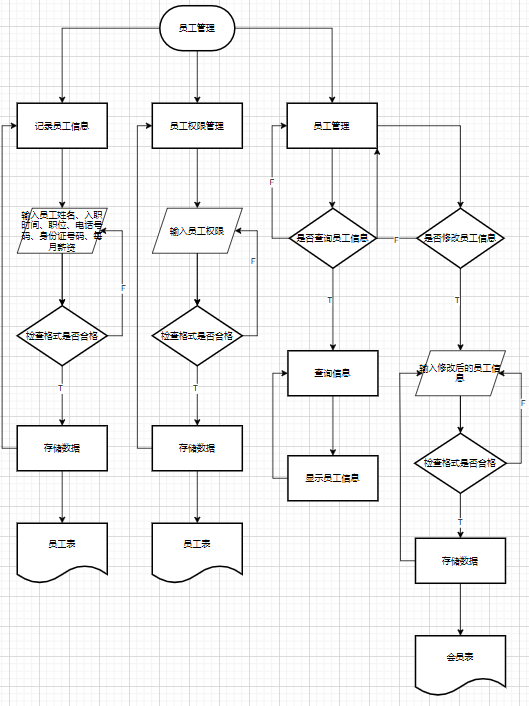 员工管理
记录员工信息
员工权限管理
员工管理
输入员工姓名、入职
时间、职位、电话号
码、身份证号码、每
月薪资
输入员工权限
F
是否查询员工信息
F
是否修改员工信息
F
F
T
T
检查格式是否合格
检查格式是否合格
查询信息
输入修改后的员工信
息
T
T
F
存储数据
存储数据
显示员工信息
检查格式是否合格
T
员工表
员工表
存储数据
会员表